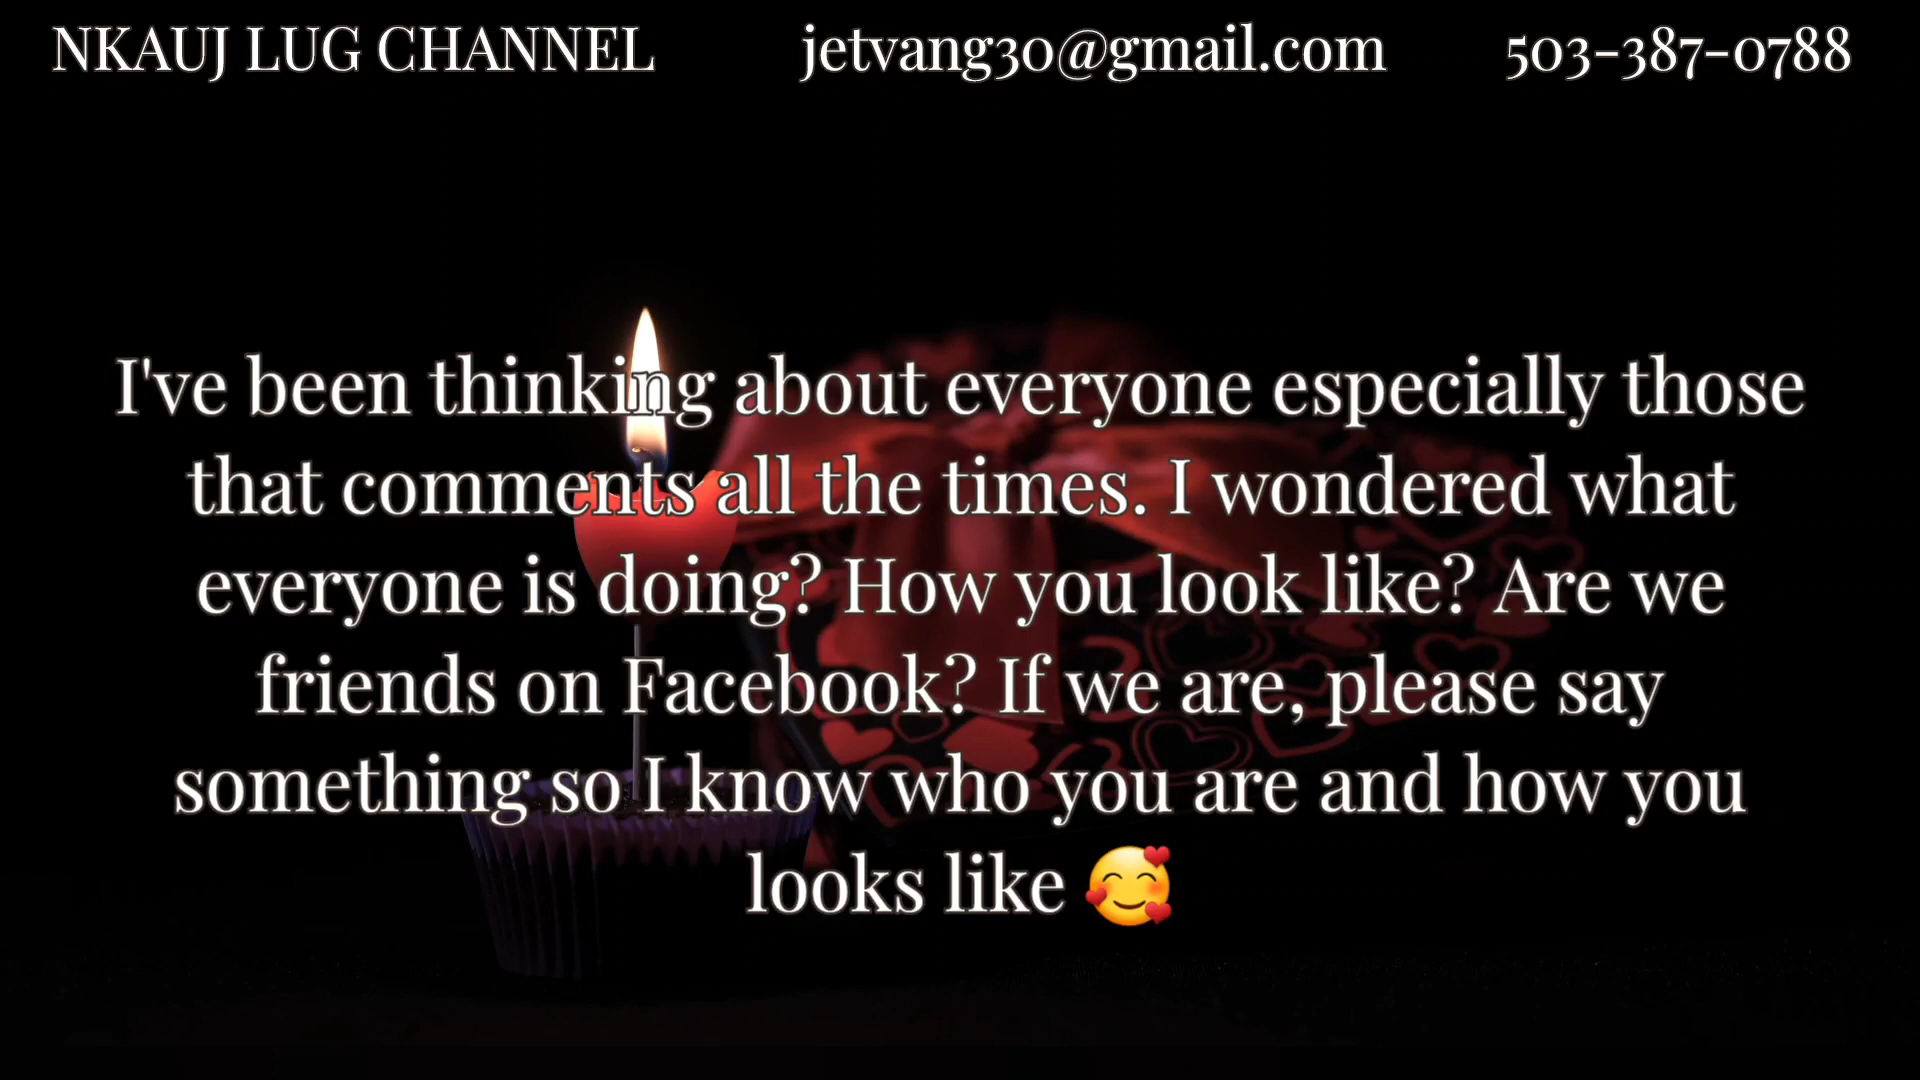 NKAUJ LUG CHANNEL jetvang30@gmail.com 503-387-0788
I've been thinking about everyone especially those
that comments all the times. I wondered what
everyone is doing? How you look like? Are we
friends on Facebook? If we are, please say
something so I know who you are and how you
looks like 🥰